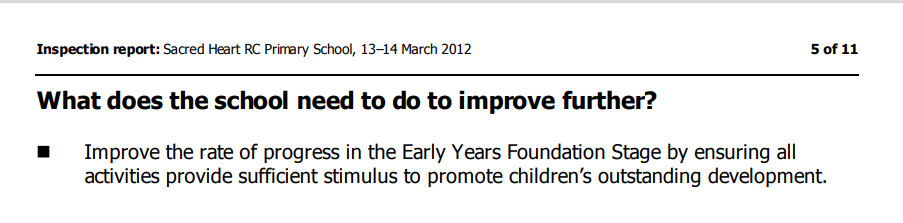 Inspection report: Sacred Heart RC Primary School, 13–14 March 2012 5 of 11
What does the school need to do to improve further?
■ Improve the rate of progress in the Early Years Foundation Stage by ensuring all
activities provide sufficient stimulus to promote children’s outstanding development.